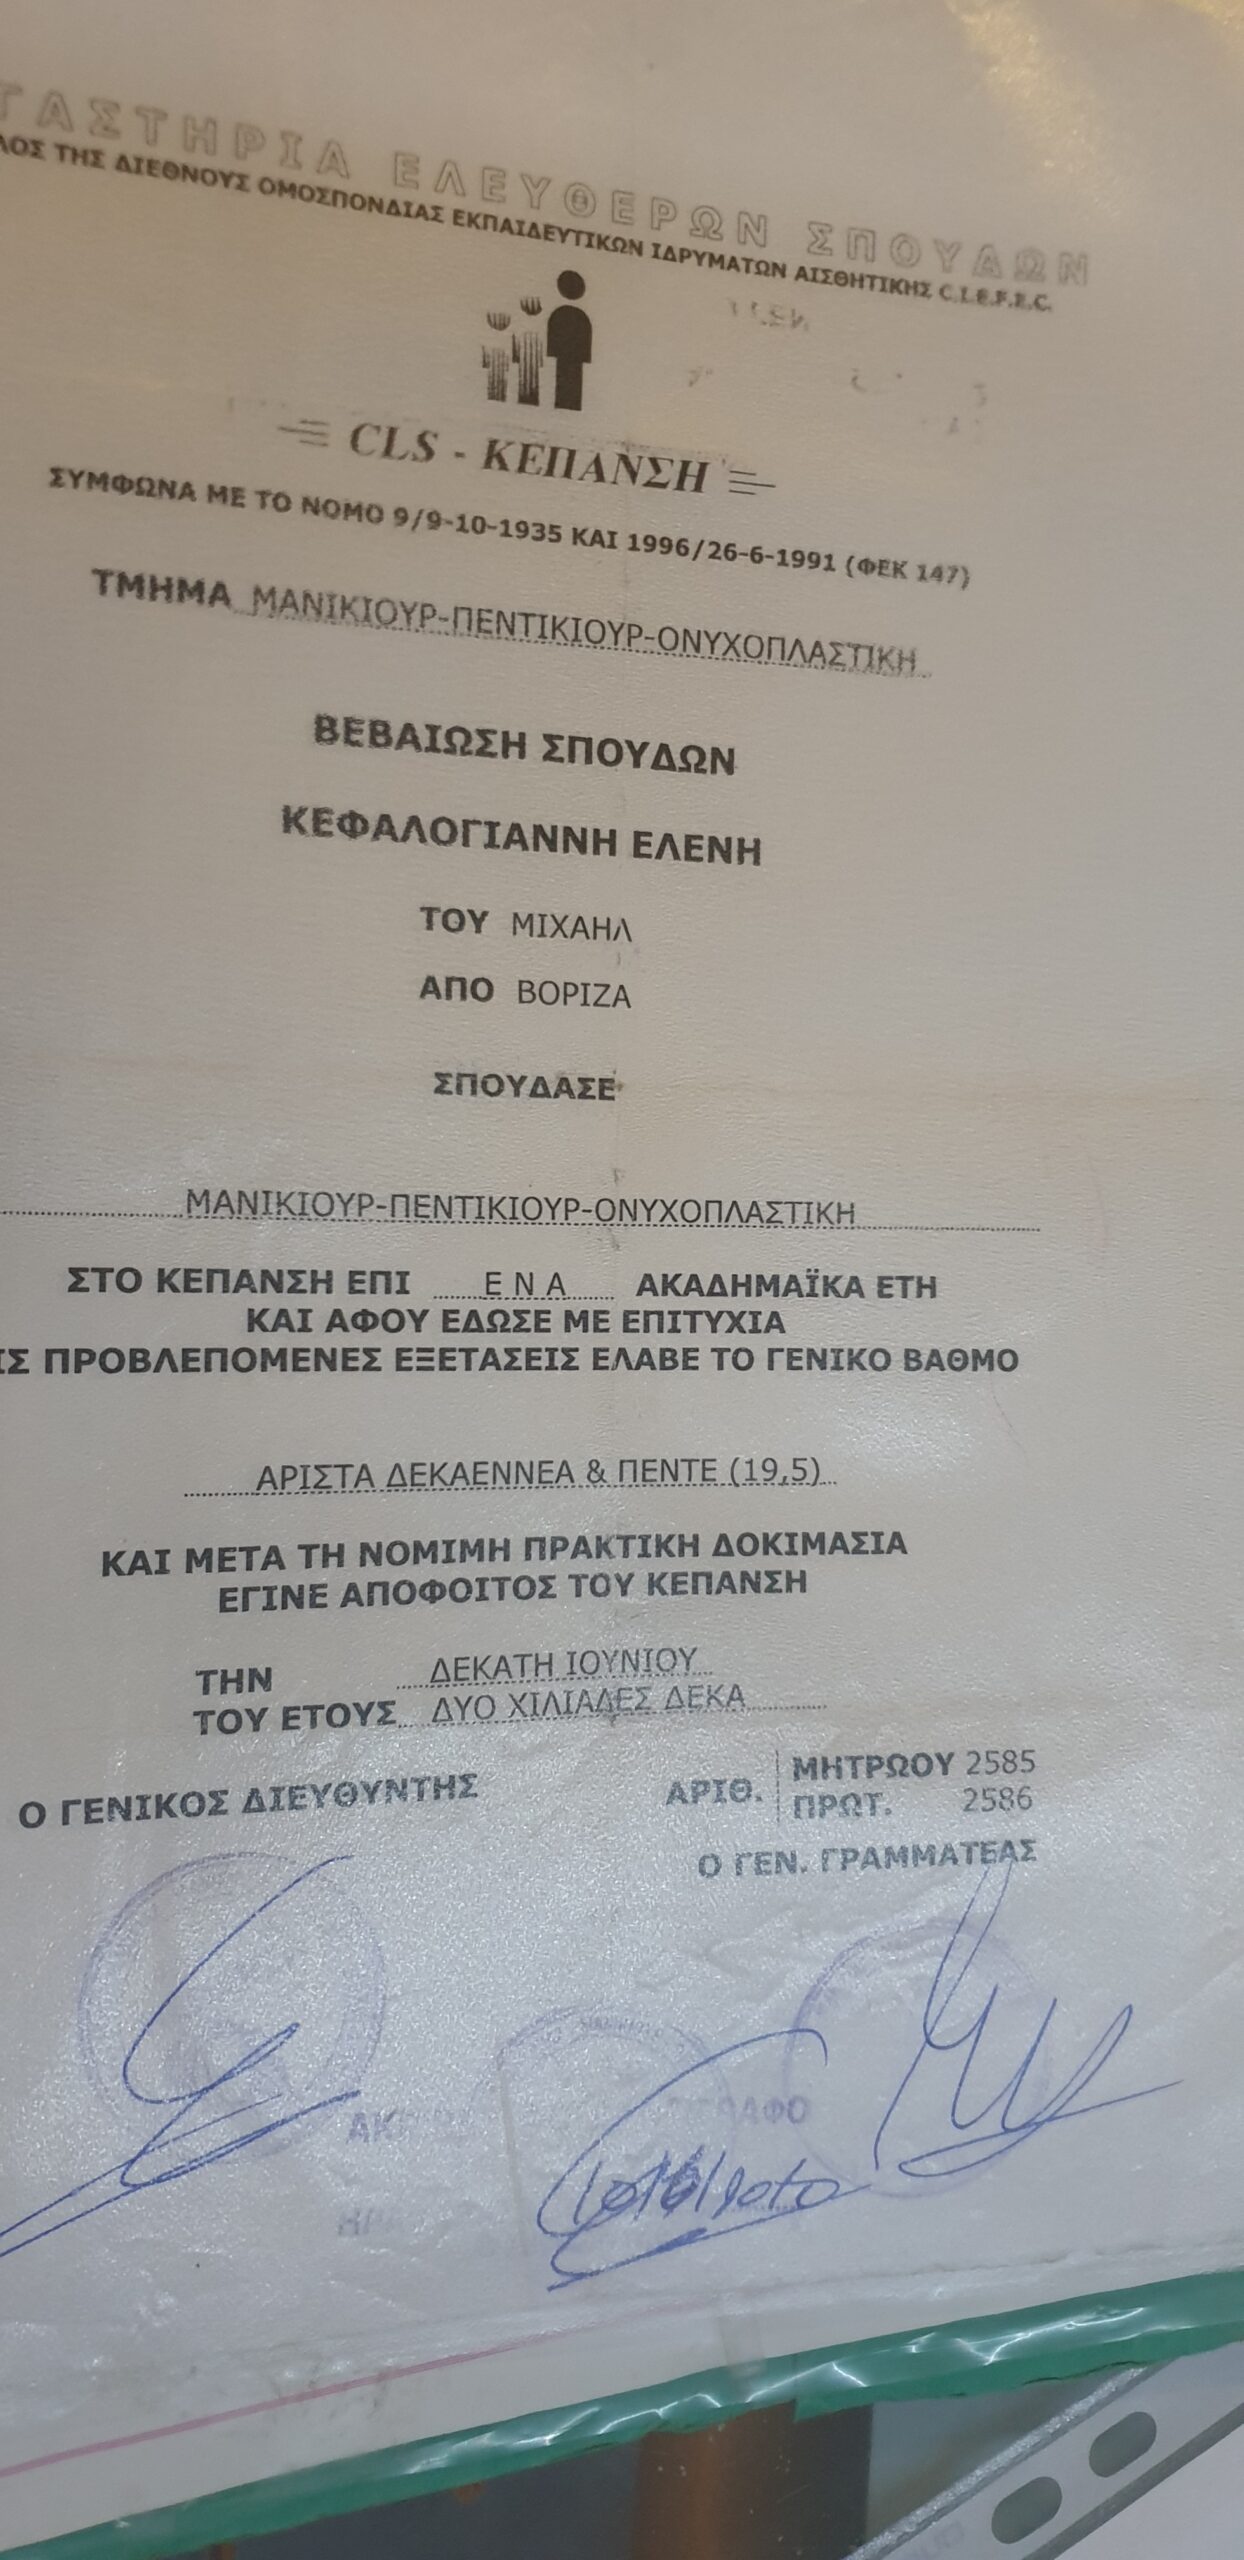 ΕΛΕΥΘΕΡΩΝ ΣΠΟΥΔΩΝ
ΤΗΣ ΔΙΕΘΝΟΥΣ ΟΜΟΣΠΟΝΔΙΑΣ ΕΚΠΑΙΔΕΥΤΙΚΩΝ ΙΔΡΥΜΑΤΩΝ ΑΙΣΘΗΤΙΚΗΣ C.I.E.F.E.C.
CLS - ΚΕΠΑΝΣΗ
ΣΥΜΦΩΝΑ ΜΕ ΤΟ ΝΟΜΟ 9/9-10-1935 ΚΑΙ 1996/26-6-1991 (ΦΕΚ 147)
ΤΜΗΜΑ ΜΑΝΙΚΙΟΥΡ-ΠΕΝΤΙΚΙΟΥΡ-ΟΝΥΧΟΠΛΑΣΤΙΚΗ
ΒΕΒΑΙΩΣΗ ΣΠΟΥΔΩΝ
ΚΕΦΑΛΟΓΙΑΝΝΗ ΕΛΕΝΗ
ΤΟΥ ΜΙΧΑΗΛ
ΑΠΟ ΒΟΡΙΖΑ
ΣΠΟΥΔΑΣΕ
ΜΑΝΙΚΙΟΥΡ-ΠΕΝΤΙΚΙΟΥΡ-ΟΝΥΧΟΠΛΑΣΤΙΚΗ
ΣΤΟ ΚΕΠΑΝΣΗ ΕΠΙ Ε Ν Α ΑΚΑΔΗΜΑΪΚΑ ΕΤΗ
ΚΑΙ ΑΦΟΥ ΕΔΩΣΕ ΜΕ ΕΠΙΤΥΧΙΑ
ΠΡΟΒΛΕΠΟΜΕΝΕΣ ΕΞΕΤΑΣΕΙΣ ΕΛΑΒΕ ΤΟ ΓΕΝΙΚΟ ΒΑΘΜΟ
ΑΡΙΣΤΑ ΔΕΚΑΕΝΝΕΑ & ΠΕΝΤΕ (19,5)
ΚΑΙ ΜΕΤΑ ΤΗ ΝΟΜΙΜΗ ΠΡΑΚΤΙΚΗ ΔΟΚΙΜΑΣΙΑ
ΕΓΙΝΕ ΑΠΟΦΟΙΤΟΣ ΤΟΥ ΚΕΠΑΝΣΗ
ΤΗΝ ΔΕΚΑΤΗ ΙΟΥΝΙΟΥ
ΤΟΥ ΕΤΟΥΣ ΔΥΟ ΧΙΛΙΑΔΕΣ ΔΕΚΑ
ΑΡΙΘ. ΜΗΤΡΩΟΥ 2585
ΠΡΩΤ. 2586
Ο ΓΕΝΙΚΟΣ ΔΙΕΥΘΥΝΤΗΣ
Ο ΓΕΝ. ΓΡΑΜΜΑΤΕΑΣ
10/6/2010